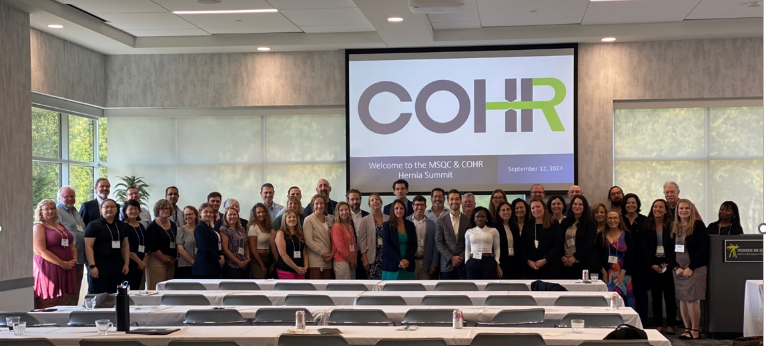 COHR
Welcome to the MSQC & COHR
Hernia Summit
September 12, 2024